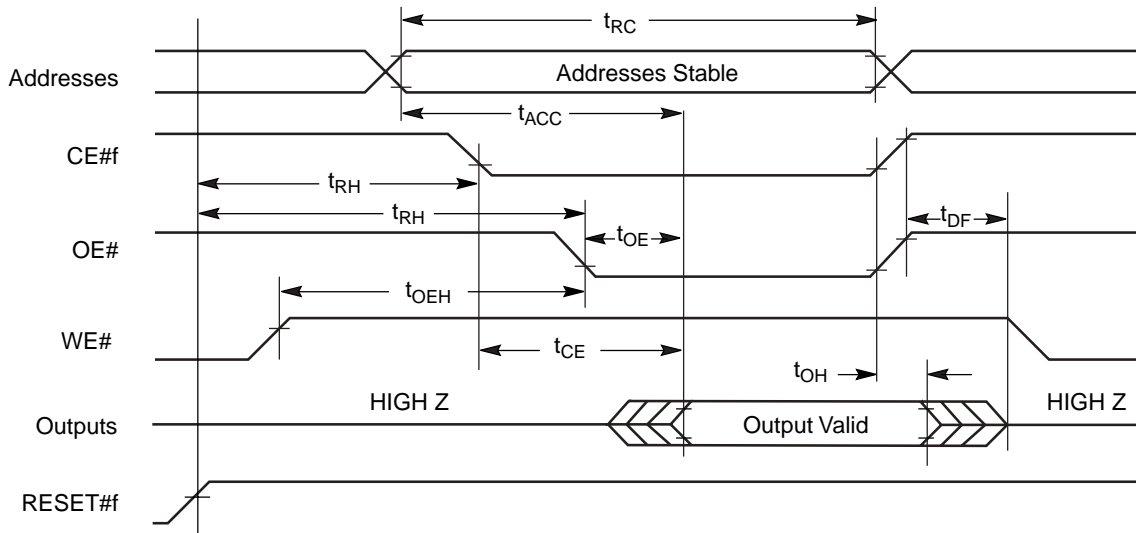 tRC
Addresses
Addresses Stable
tACC
CE#f
tRH
tRH
OE#
tOE
tDF
tOEH
WE#
tCE
tOH
HIGH Z
HIGH Z
Outputs
Output Valid
RESET#f